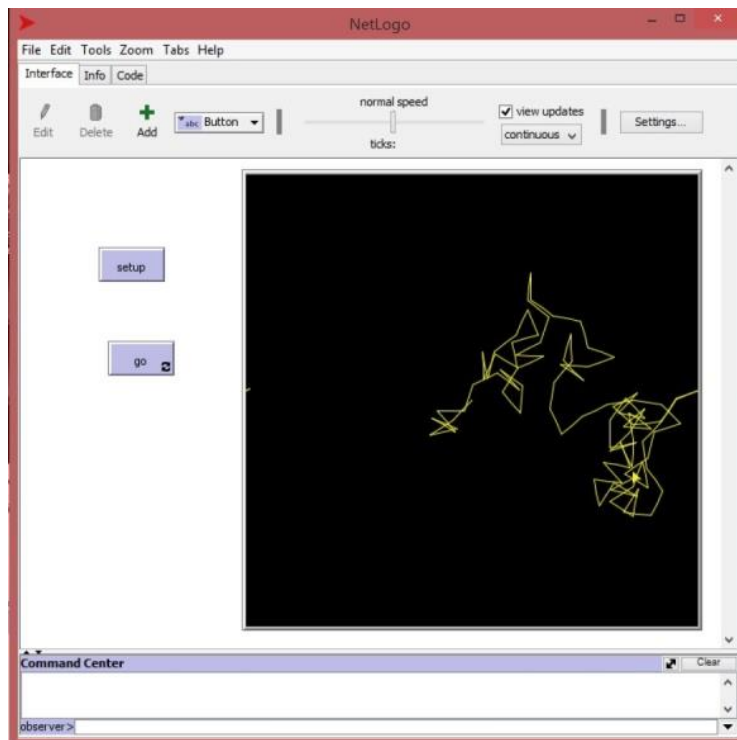 NetLogo
File Edit Tools Zoom Tabs Help
Interface Info Code
Edit Delete Add abc Button normal speed ticks: view updates continuous Settings...
setup
go
Command Center Clear
observer>